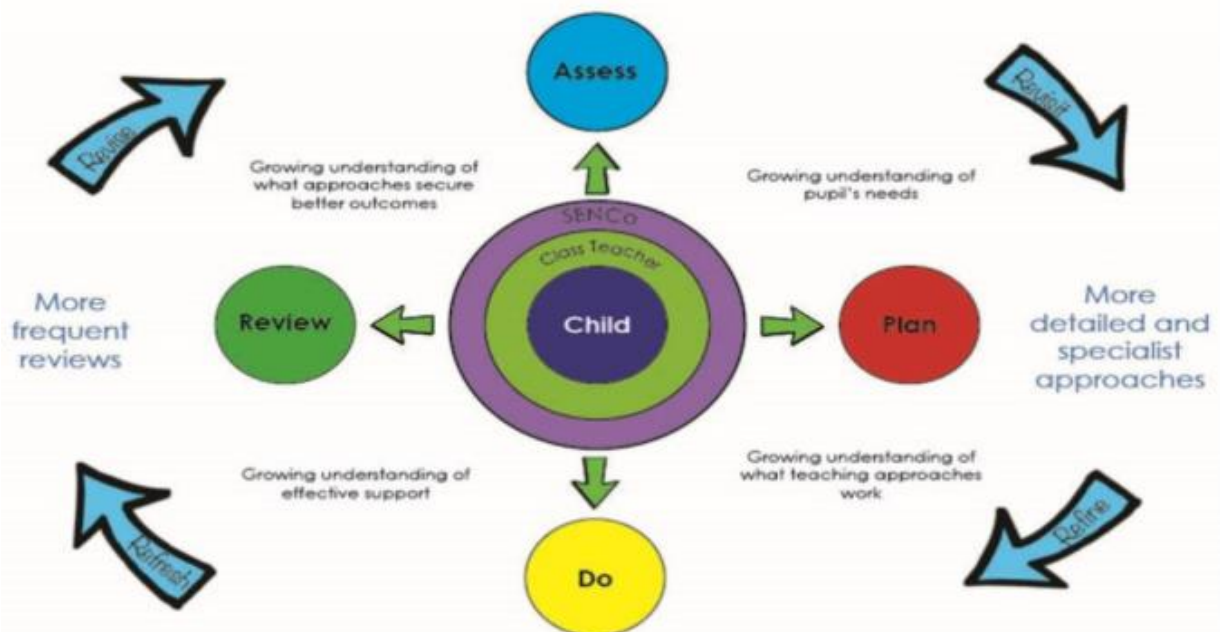 Assess
Revise
Revisit
Growing understanding of
what approaches secure
better outcomes
Growing understanding of
pupil's needs
SENCo
Class Teacher
Child
Review
Plan
More
frequent
reviews
More
detailed and
specialist
approaches
Growing understanding of
effective support
Growing understanding of
what teaching approaches
work
Refresh
Refine
Do